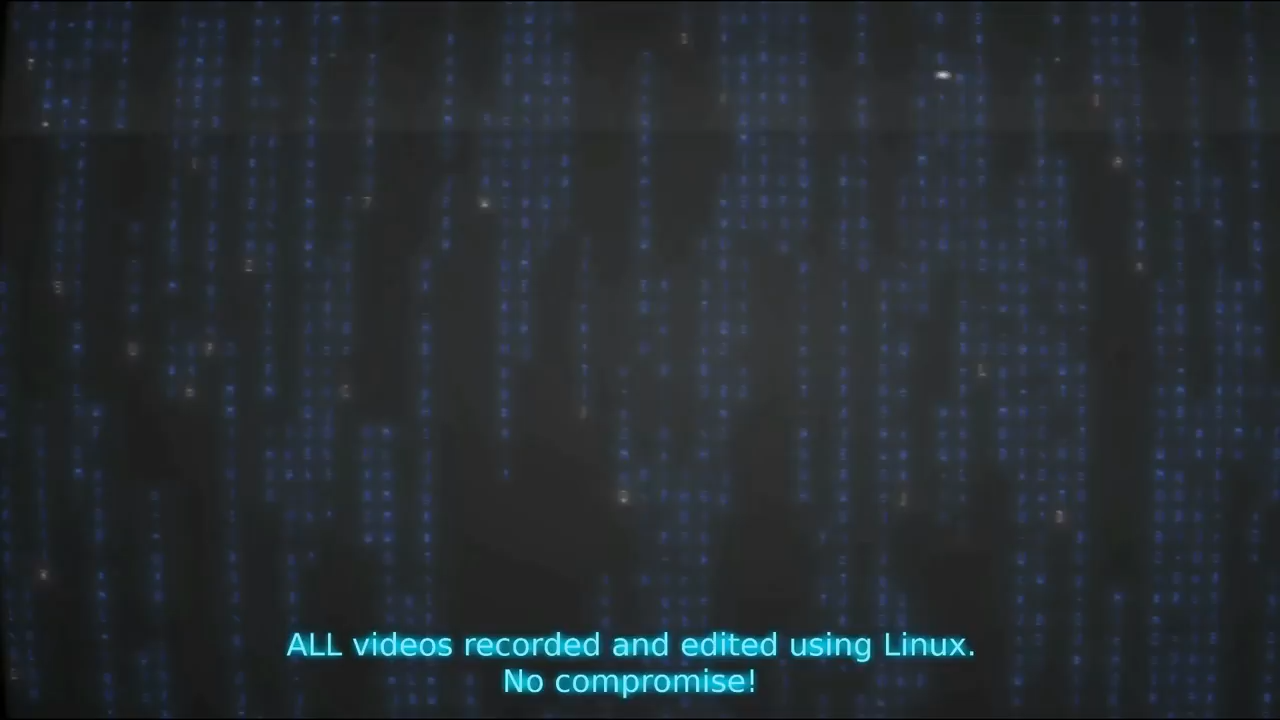 ALL videos recorded and edited using Linux.
No compromise!